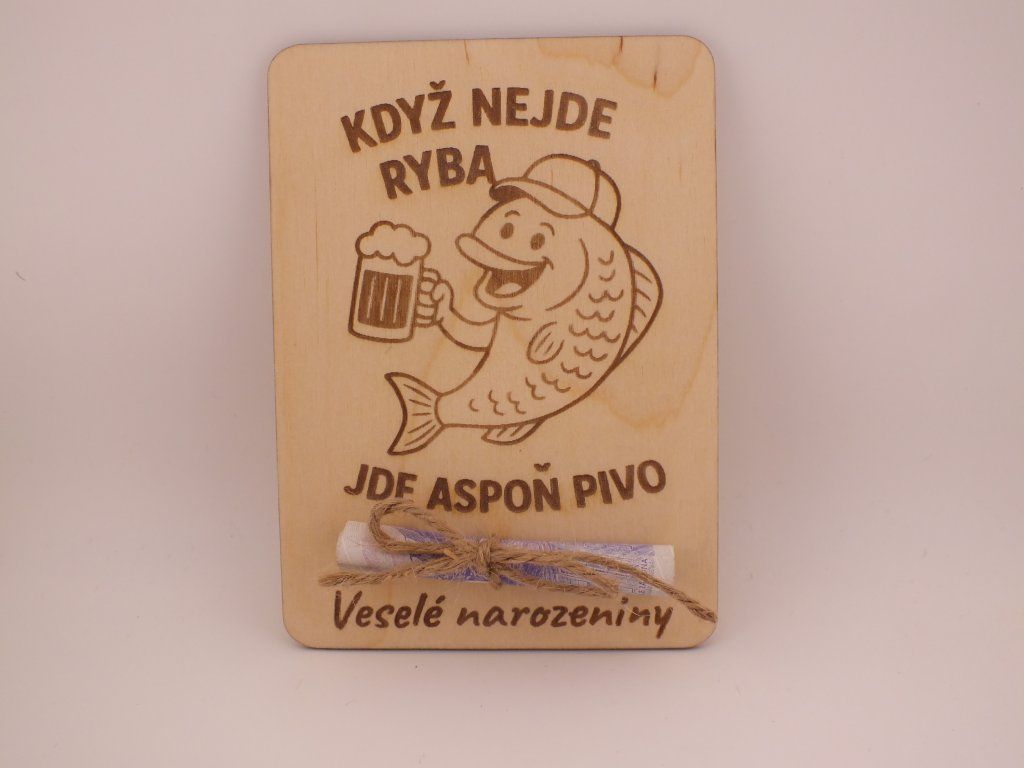 KDYŽ NEJDE
RYBA
JDE ASPOŇ PIVO
Veselé narozeniny